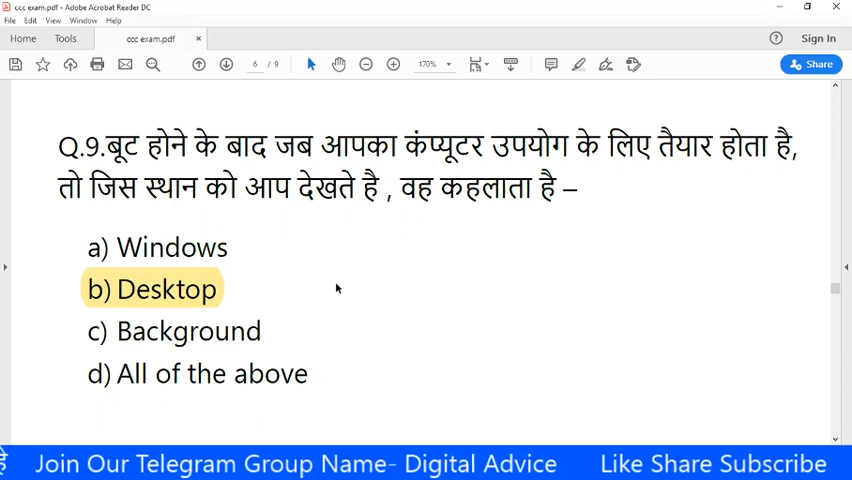 ccc exam.pdf - Adobe Acrobat Reader DC
File Edit View Window Help
Home Tools ccc exam.pdf × Sign In
6 / 9 170% Share
Q.9.बूट होने के बाद जब आपका कंप्यूटर उपयोग के लिए तैयार होता है,
तो जिस स्थान को आप देखते है , वह कहलाता है –
a) Windows
b) Desktop
c) Background
d) All of the above
है Join Our Telegram Group Name- Digital Advice Like Share Subscribe